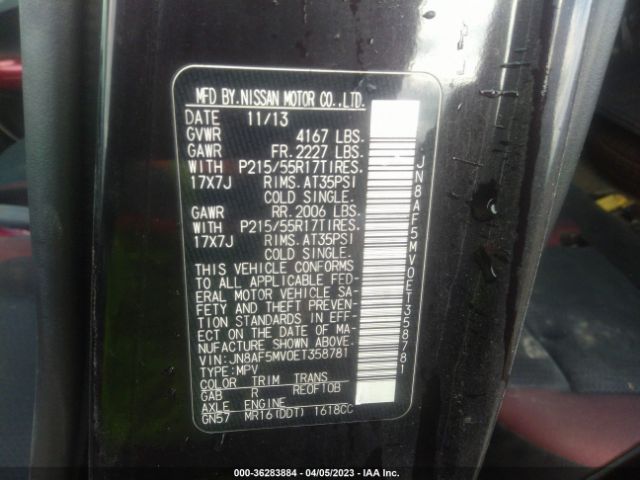 MFD BY.NISSAN MOTOR CO.,LTD.
DATE 11/13
GVWR 4167 LBS.
GAWR FR.2227 LBS.
WITH P215/55R17TIRES.
17X7J RIMS.AT35PSI
COLD SINGLE.
GAWR RR.2006 LBS.
WITH P215/55R17TIRES.
17X7J RIMS.AT35PSI
COLD SINGLE.
THIS VEHICLE CONFORMS
TO ALL APPLICABLE FED-
ERAL MOTOR VEHICLE SA-
FETY AND THEFT PREVEN-
TION STANDARDS IN EFF-
ECT ON THE DATE OF MA-
NUFACTURE SHOWN ABOVE.
VIN:JN8AF5MV0ET358781
TYPE:MPV
COLOR TRIM TRANS
GAB R RE0F10B
AXLE ENGINE
GN57 MR16(DDT) 1618CC
JN8AF5MV0ET358781
000-36283884 - 04/05/2023 - IAA Inc.